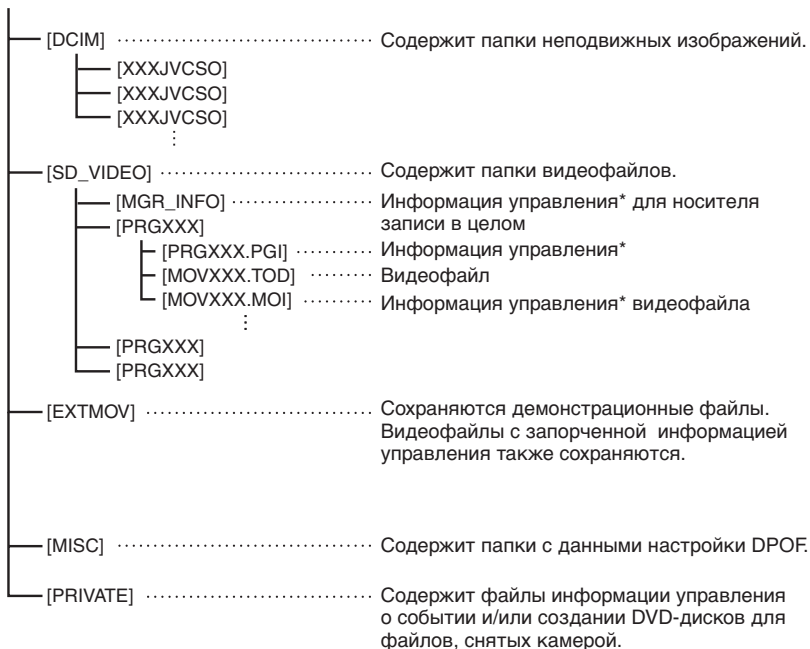 [DCIM] Содержит папки неподвижных изображений.
[XXXJVCSO]
[XXXJVCSO]
[XXXJVCSO]
[SD_VIDEO] Содержит папки видеофайлов.
[MGR_INFO] Информация управления* для носителя
записи в целом
[PRGXXX]
[PRGXXX.PGI] Информация управления*
[MOVXXX.TOD] Видеофайл
[MOVXXX.MOI] Информация управления* видеофайла
[PRGXXX]
[PRGXXX]
[EXTMOV] Сохраняются демонстрационные файлы.
Видеофайлы с запорченной информацией
управления также сохраняются.
[MISC] Содержит папки с данными настройки DPOF.
[PRIVATE] Содержит файлы информации управления
о событии и/или создании DVD-дисков для
файлов, снятых камерой.